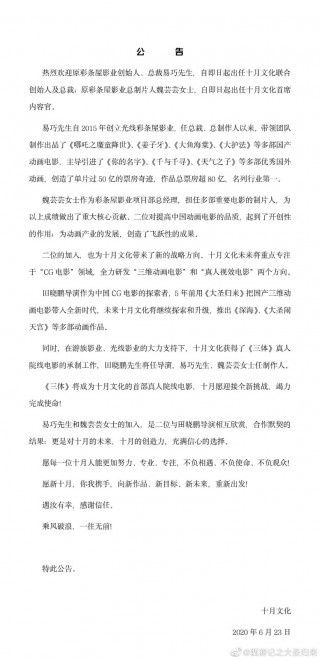 公 告
热烈欢迎原彩条屋影业创始人、总裁易巧先生，自即日起出任十月文化联合
创始人及总裁；原彩条屋影业总制片人魏芸芸女士，自即日起出任十月文化首席
内容官。
易巧先生自 2015 年创立光线彩条屋影业，任总裁、总制片人以来，带领团队
制作出品了《哪吒之魔童降世》、《姜子牙》、《大鱼海棠》、《大护法》等多部国产
动画电影，主导引进了《你的名字》、《千与千寻》、《天气之子》等多部优秀国外
动画，创造了单片过 50 亿的票房奇迹，作品总票房超 80 亿，名列行业第一。
魏芸芸女士作为彩条屋影业项目部总经理，担任多部重要电影的制片人，为
以上成绩做出了重大核心贡献。二位对提高中国动画电影的品质，起到了开创性
的作用；为动画产业的发展，创造了飞跃性的成果。
二位的加入，也为十月文化带来了新的战略方向。十月文化未来将重点专注
于“CG 电影”领域，全力研发“三维动画电影”和“真人视效电影”两个方向。
田晓鹏导演作为中国 CG 电影的探索者，5 年前用《大圣归来》把国产三维动
画电影带入全新时代，未来十月文化将继续探索和升级，推出《深海》、《大圣闹
天宫》等多部动画作品。
同时，在游族影业、光线影业的大力支持下，十月文化获得了《三体》真人
院线电影的承制工作，田晓鹏先生将任导演，易巧先生、魏芸芸女士任制作人。
《三体》将成为十月文化的首部真人院线电影，十月愿迎接全新挑战，竭力
完成使命！
易巧先生和魏芸芸女士的加入，是二位与田晓鹏导演相互欣赏，合作默契的
结果；更是对十月的未来，十月的创造力，充满信心的选择。
愿每一位十月人能更加努力、专业、专注，不负相遇、不负使命、不负观众！
愿新十月，你我携手，向新作品、新目标、新未来，重新出发！
遇汝有幸，感谢信任。
乘风破浪，一往无前！
特此公告。
十月文化
2020 年 6 月 23 日
@西游记之大圣归来